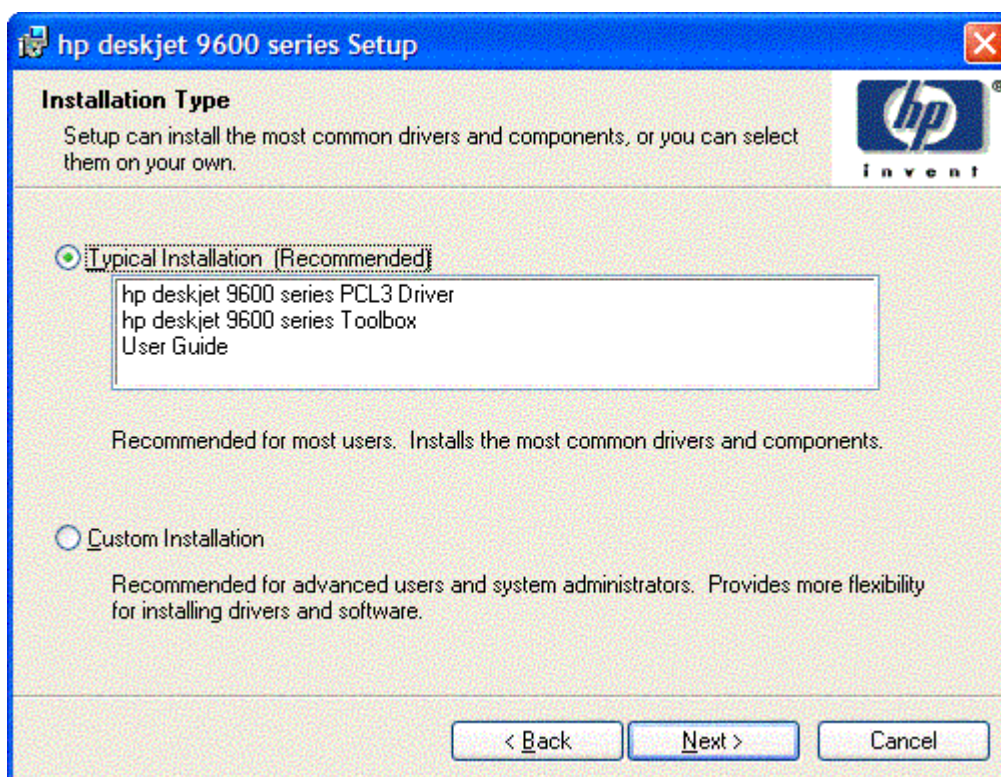 hp deskjet 9600 series Setup
Installation Type
Setup can install the most common drivers and components, or you can select
them on your own.
hp
®
invent
Typical Installation (Recommended)
hp deskjet 9600 series PCL3 Driver
hp deskjet 9600 series Toolbox
User Guide
Recommended for most users. Installs the most common drivers and components.
Custom Installation
Recommended for advanced users and system administrators. Provides more flexibility
for installing drivers and software.
< Back Next > Cancel